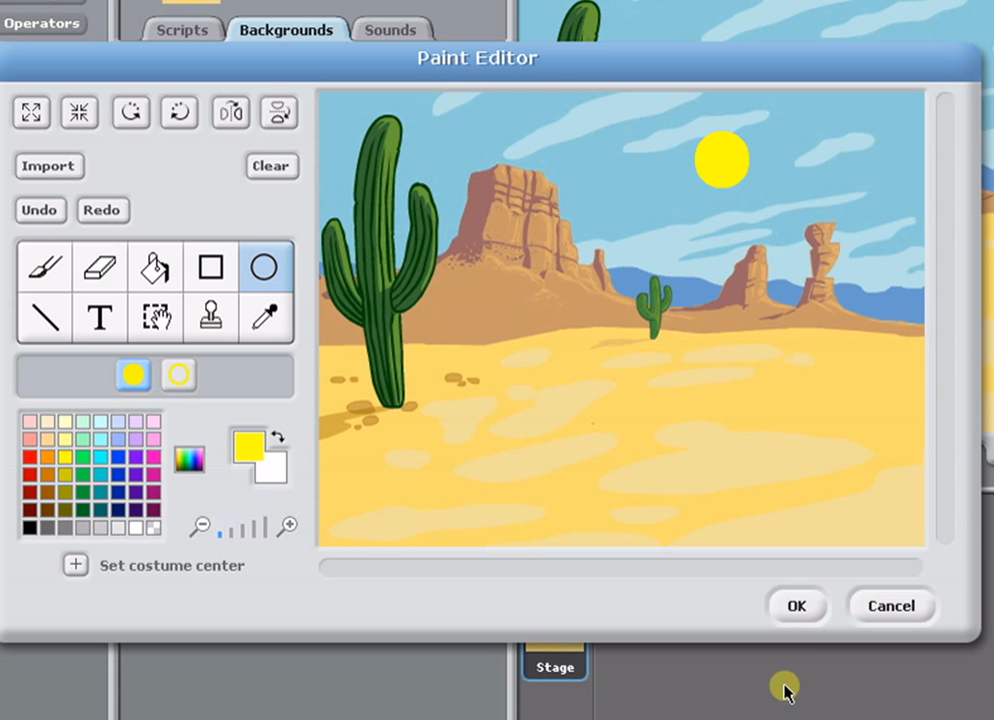 Operators
Scripts Backgrounds Sounds
Paint Editor
Import Clear
Undo Redo
T
Set costume center
OK Cancel
Stage